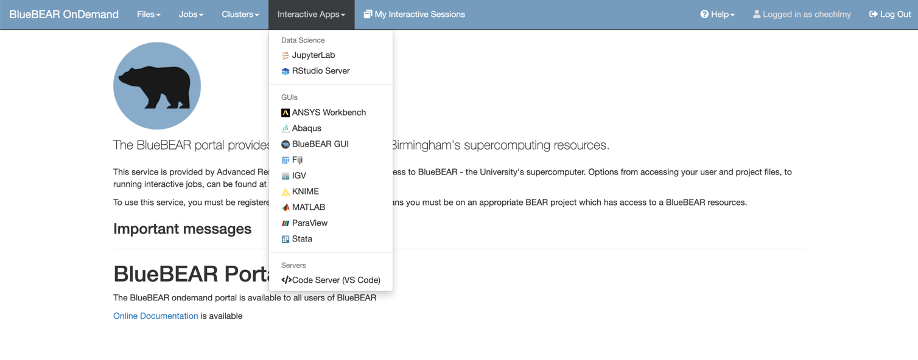 BlueBEAR OnDemand Files Jobs Clusters Interactive Apps My Interactive Sessions Help Logged in as chechlmy Log Out
Data Science
JupyterLab
RStudio Server
GUIs
ANSYS Workbench
Abaqus
BlueBEAR GUI
Fiji
IGV
KNIME
MATLAB
ParaView
Stata
Servers
Code Server (VS Code)
The BlueBEAR portal provides Birmingham's supercomputing resources.
This service is provided by Advanced Re ess to BlueBEAR - the University's supercomputer. Options from accessing your user and project files, to
running interactive jobs, can be found at
To use this service, you must be registere ans you must be on an appropriate BEAR project which has access to a BlueBEAR resources.
Important messages
BlueBEAR Porta
The BlueBEAR ondemand portal is available to all users of BlueBEAR
Online Documentation is available